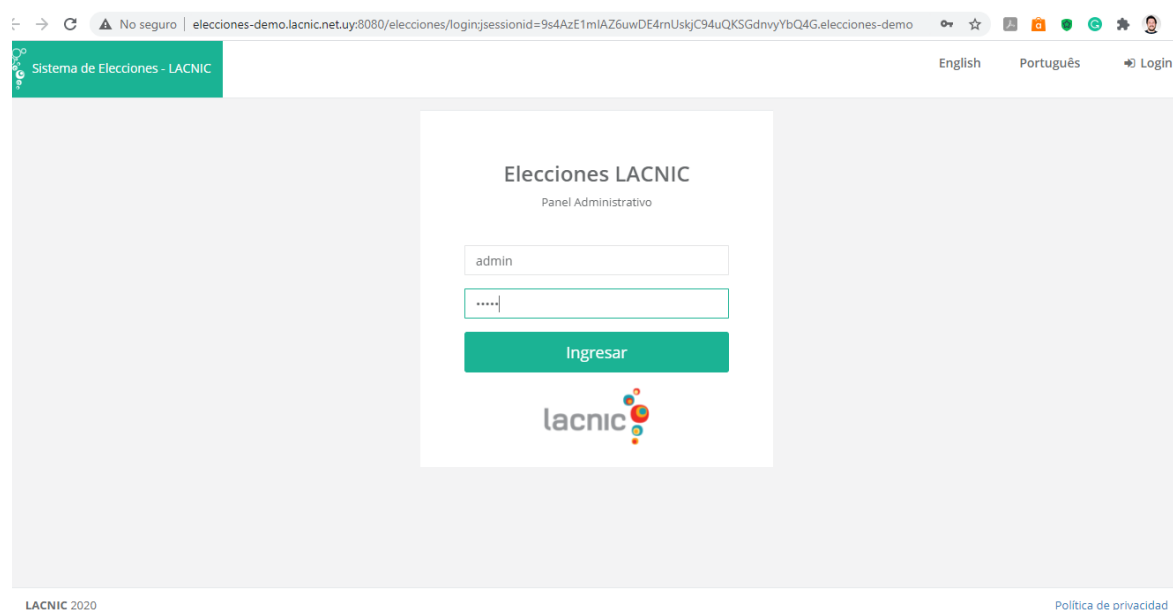 No seguro | elecciones-demo.lacnic.net.uy:8080/elecciones/login;jsessionid=9s4AzE1mIAZ6uwDE4rnUskjC94uQKSGdnvyYbQ4G.elecciones-demo
Sistema de Elecciones - LACNIC
English
Português
Login
Elecciones LACNIC
Panel Administrativo
admin
•••••
Ingresar
lacnic
LACNIC 2020
Política de privacidad